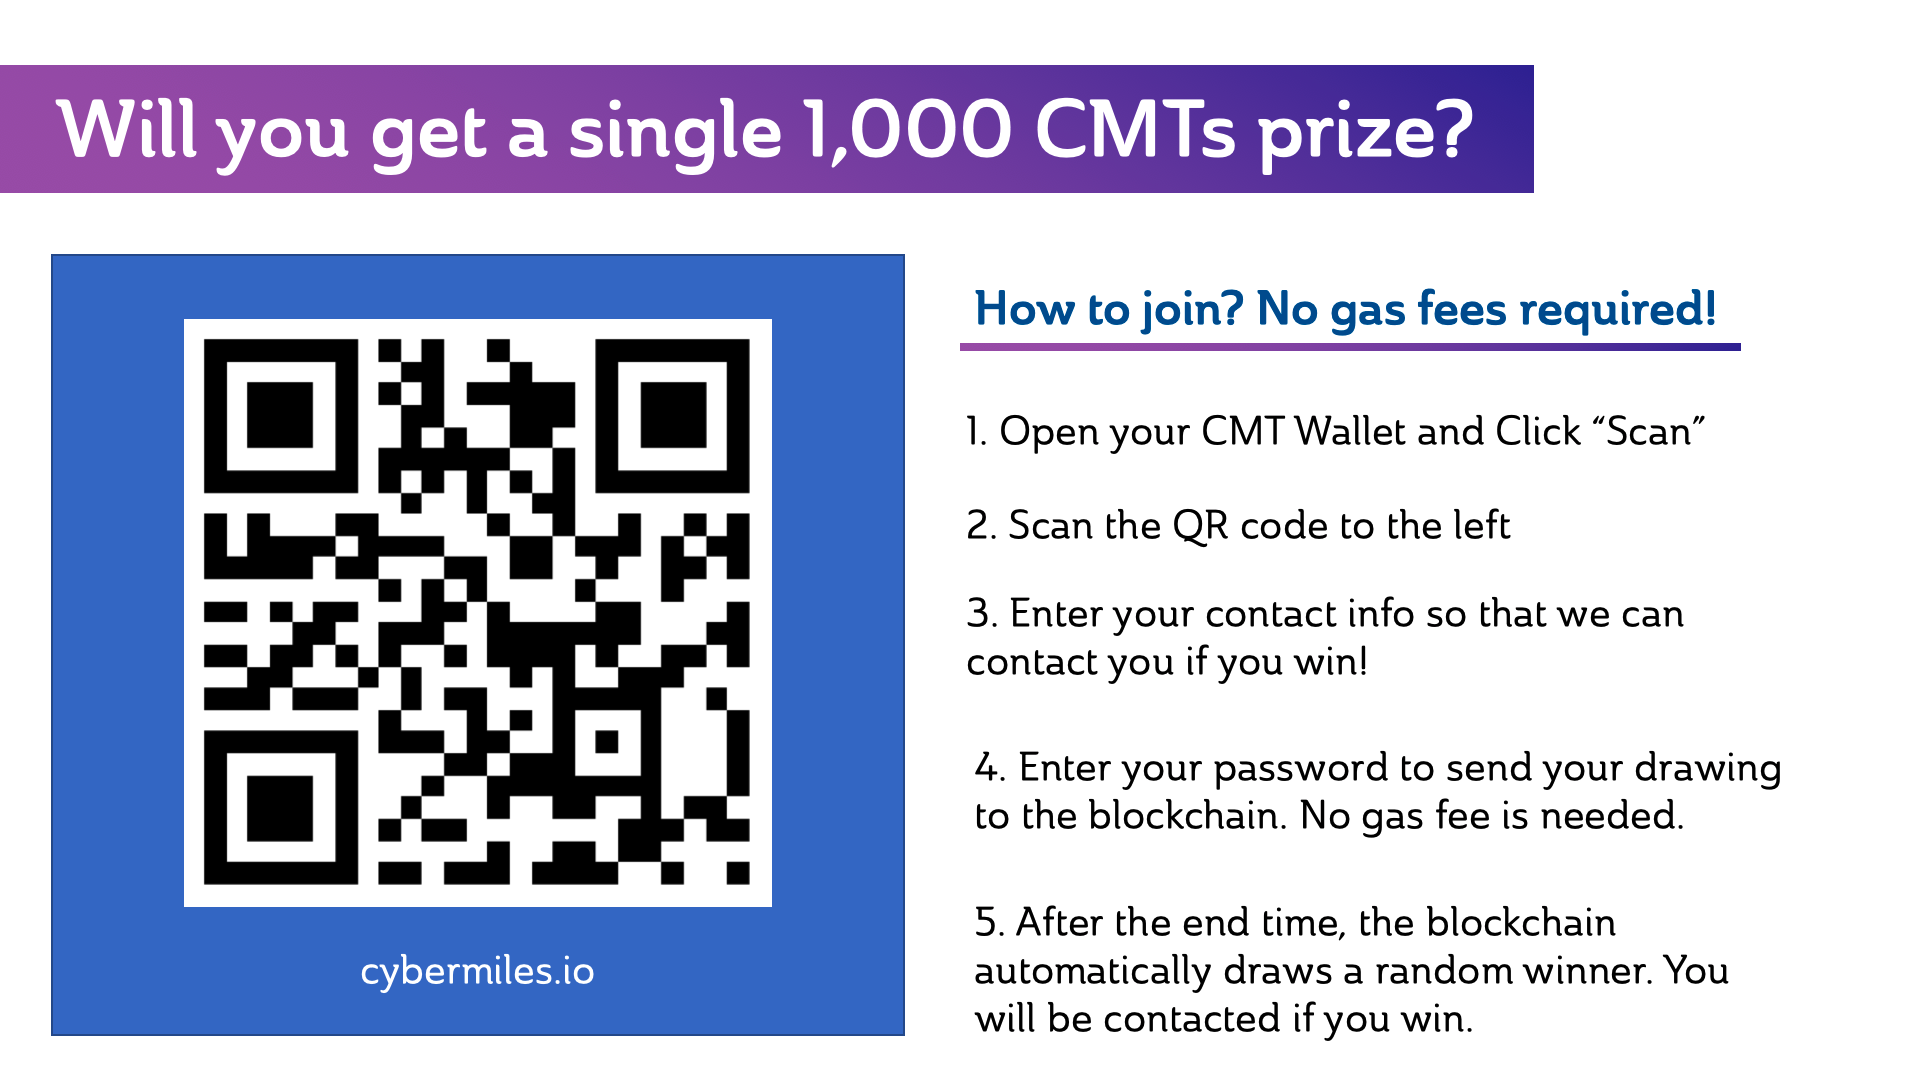 Will you get a single 1,000 CMTs prize?
cybermiles.io
How to join? No gas fees required!
1. Open your CMT Wallet and Click “Scan”
2. Scan the QR code to the left
3. Enter your contact info so that we can
contact you if you win!
4. Enter your password to send your drawing
to the blockchain. No gas fee is needed.
5. After the end time, the blockchain
automatically draws a random winner. You
will be contacted if you win.